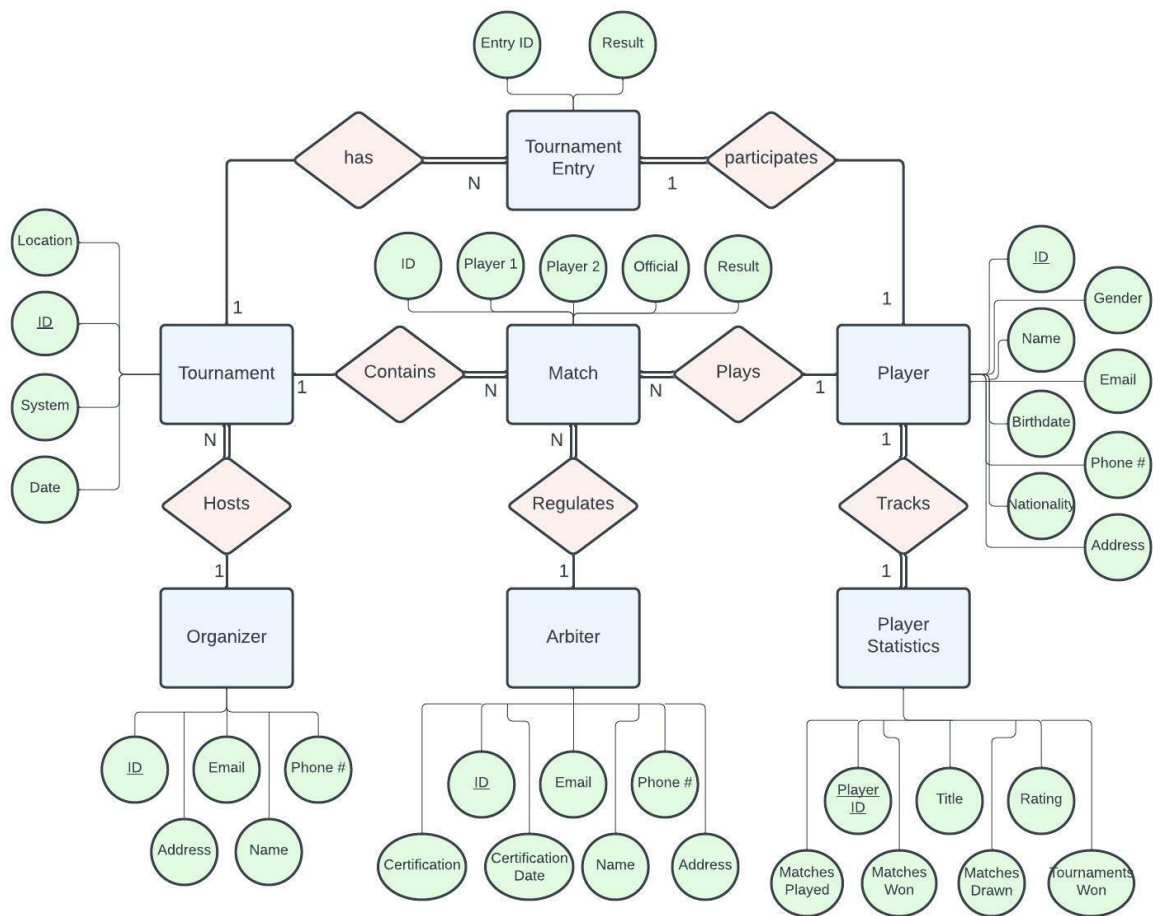 Entry ID
Result
has
Tournament
Entry
participates
N
1
Location
ID
System
Date
ID
Player 1
Player 2
Official
Result
ID
Gender
Name
Email
Birthdate
Phone #
Nationality
Address
1
1
Tournament
1
Contains
N
Match
N
Plays
1
Player
N
N
1
Hosts
Regulates
Tracks
1
1
1
Organizer
Arbiter
Player
Statistics
ID
Email
Phone #
Address
Name
ID
Email
Phone #
Certification
Certification
Date
Name
Address
Player
ID
Title
Rating
Matches
Played
Matches
Won
Matches
Drawn
Tournaments
Won